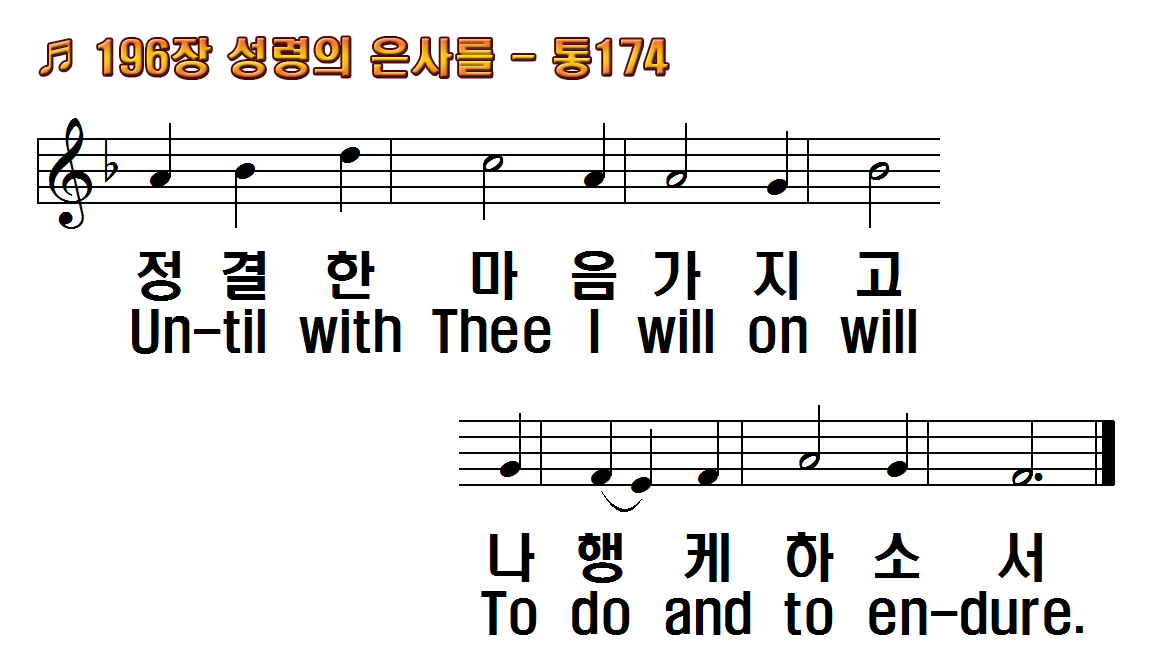 ♬ 196장 성령의 은사를 - 통174
정 결 한 마 음 가 지 고
Un-til with Thee I will on will
나 행 케 하 소 서
To do and to en-dure.